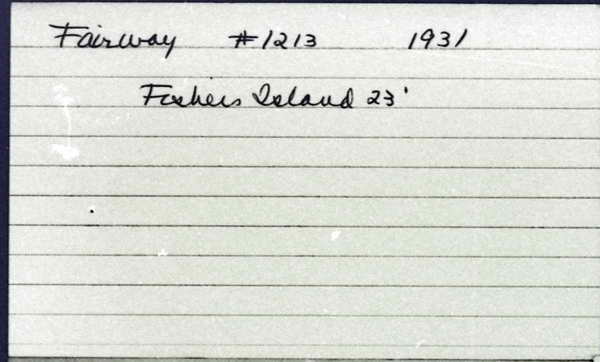 Fairway #1213 1931
Fishers Island 23'